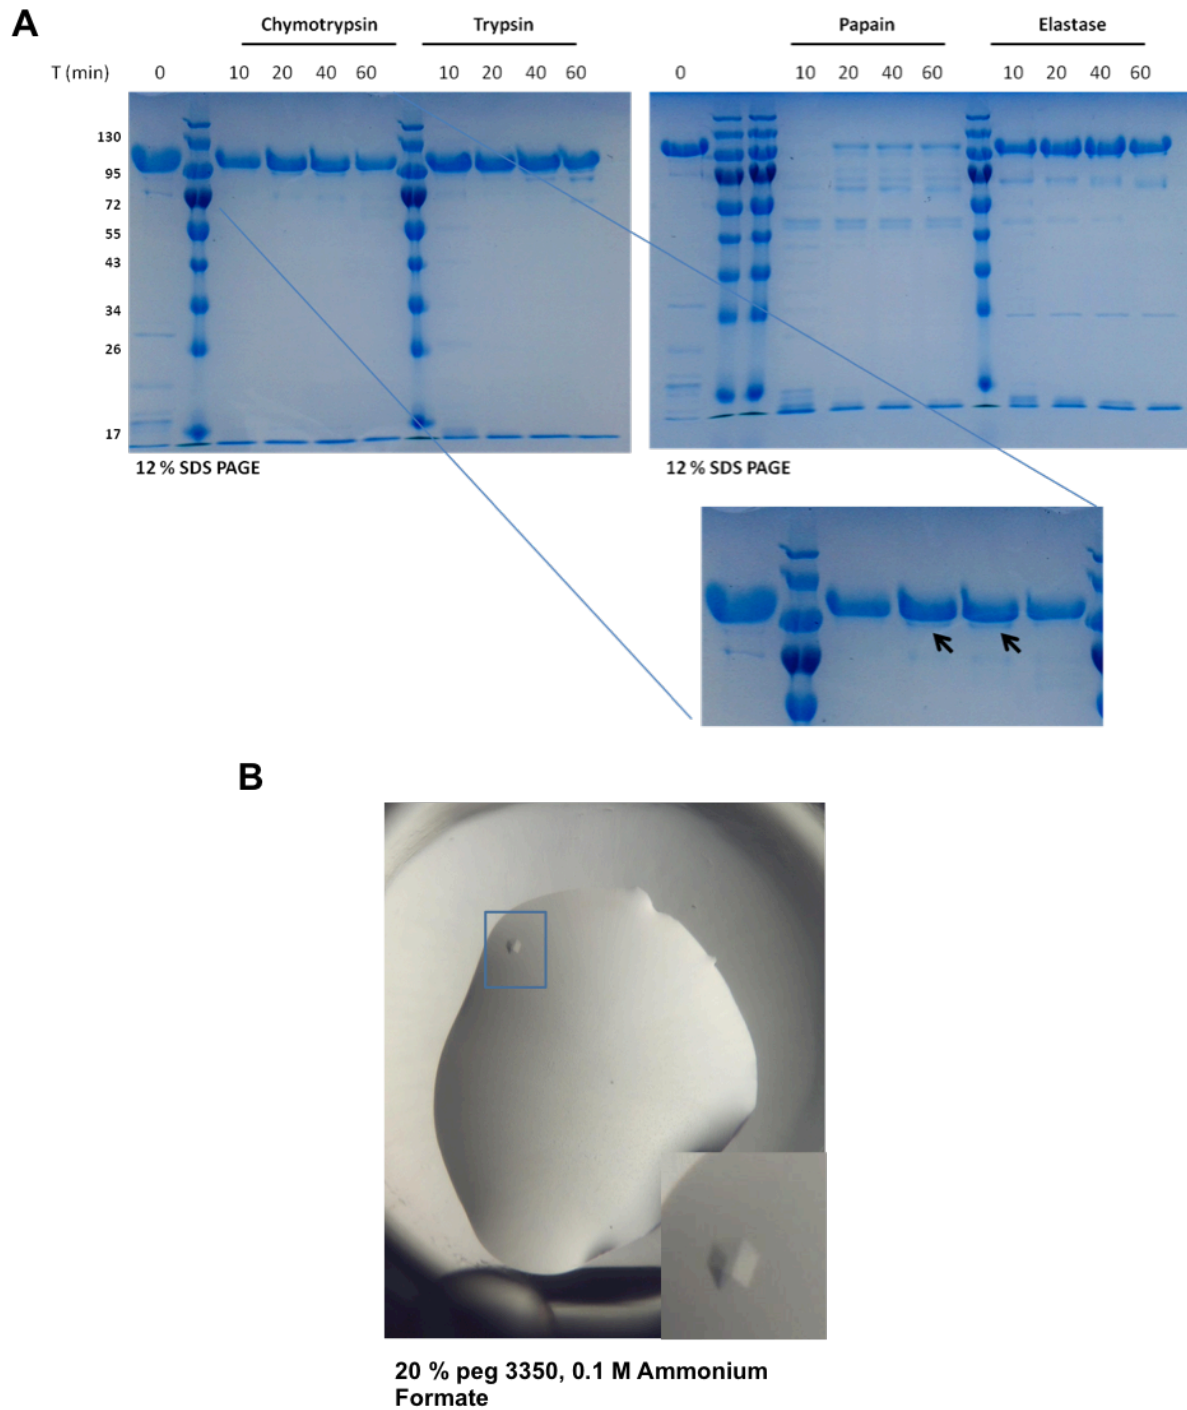 A
Chymotrypsin Trypsin Papain Elastase
T (min) 0 10 20 40 60 10 20 40 60 0 10 20 40 60 10 20 40 60
130
95
72
55
43
34
26
17
12 % SDS PAGE 12 % SDS PAGE
B
20 % peg 3350, 0.1 M Ammonium
Formate